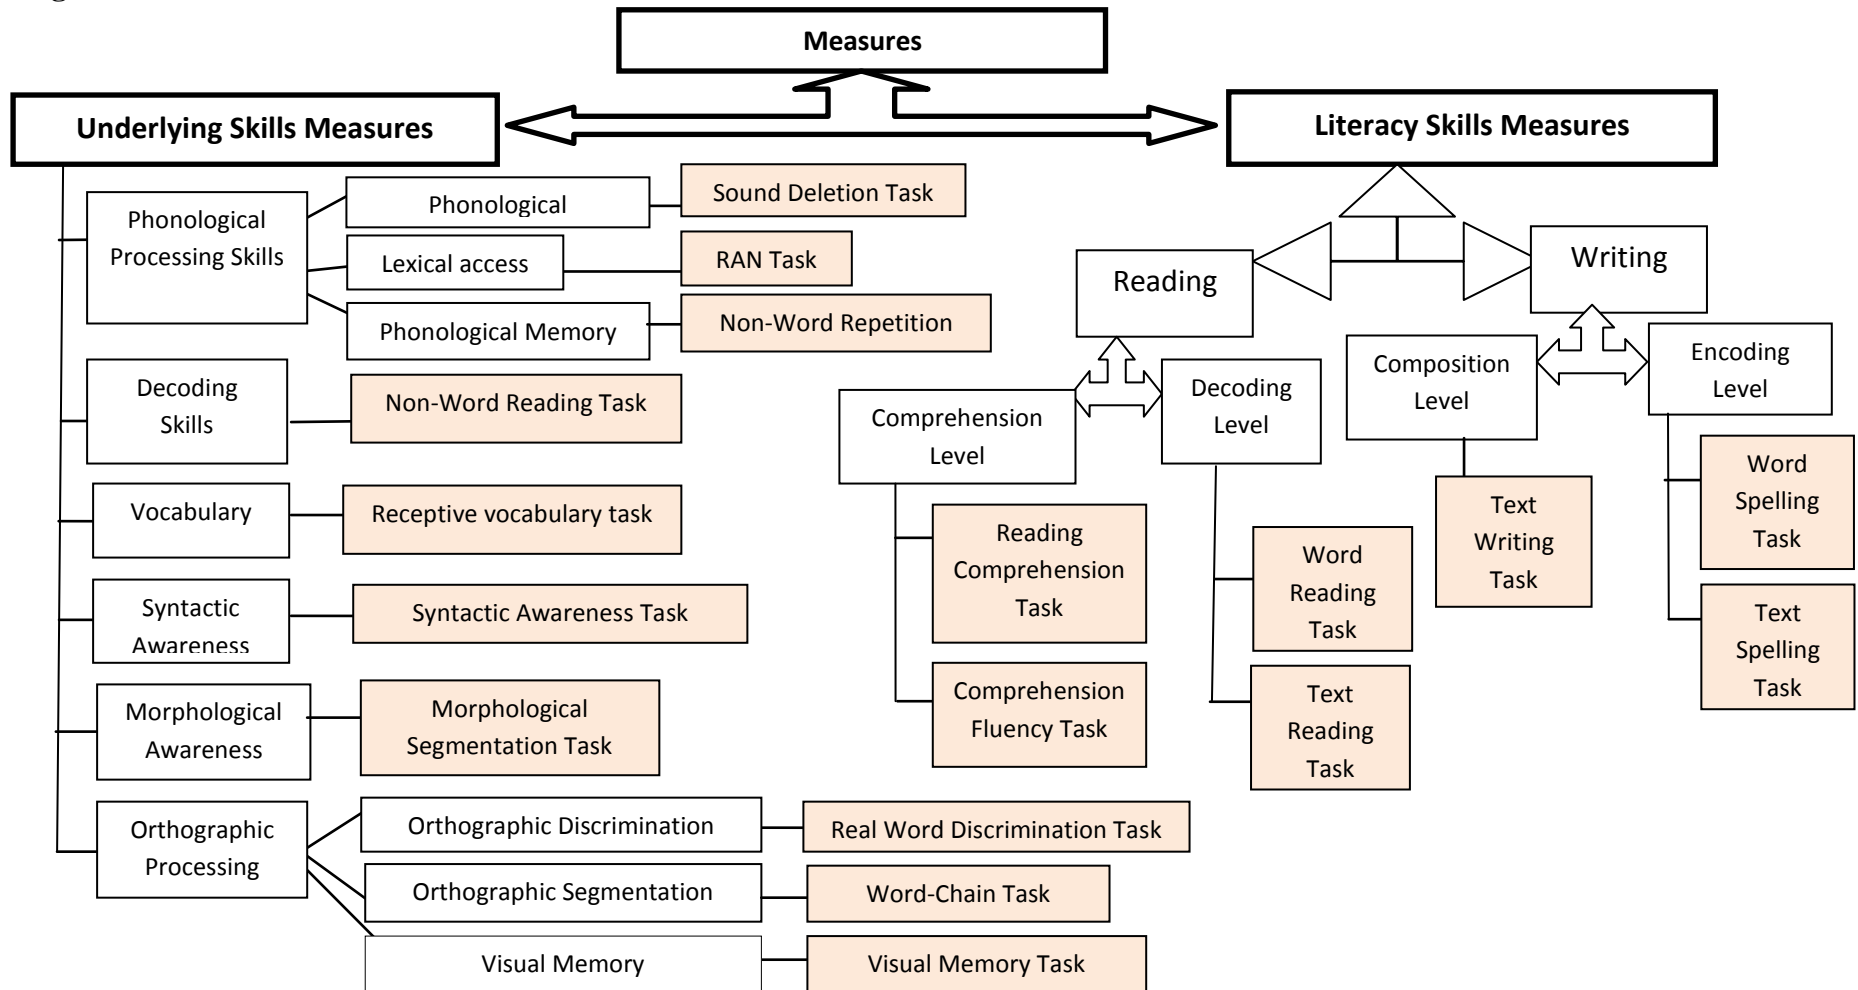 Measures
Underlying Skills Measures
Literacy Skills Measures
Phonological
Processing Skills
Phonological
Sound Deletion Task
Lexical access
RAN Task
Phonological Memory
Non-Word Repetition
Decoding
Skills
Non-Word Reading Task
Vocabulary
Receptive vocabulary task
Syntactic
Awareness
Syntactic Awareness Task
Morphological
Awareness
Morphological
Segmentation Task
Orthographic
Processing
Orthographic Discrimination
Real Word Discrimination Task
Orthographic Segmentation
Word-Chain Task
Visual Memory
Visual Memory Task
Reading
Comprehension
Level
Reading
Comprehension
Task
Comprehension
Fluency Task
Decoding
Level
Word
Reading
Task
Text
Reading
Task
Writing
Composition
Level
Text
Writing
Task
Encoding
Level
Word
Spelling
Task
Text
Spelling
Task